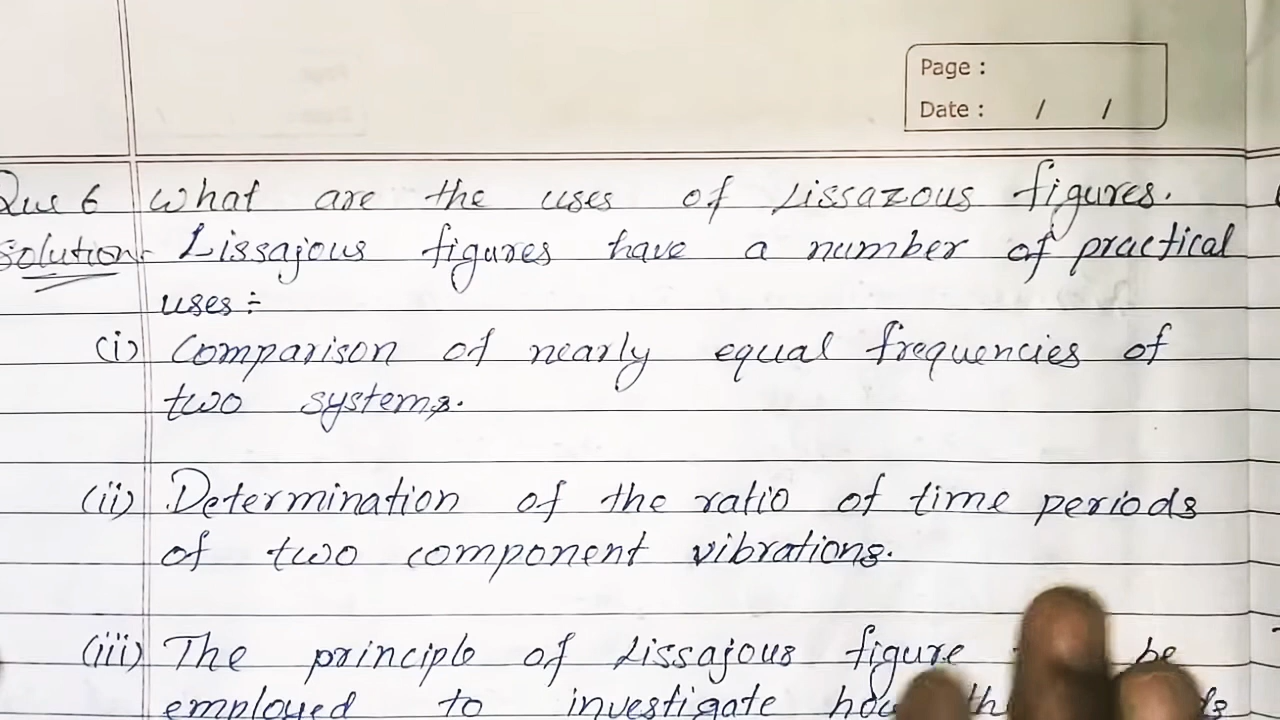 Page :
Date : / /
Que 6 What are the uses of Lissazous figures.
Solution- Lissajous figures have a number of practical
uses ÷
(i) Comparison of nearly equal frequencies of
two systems.
(ii) Determination of the ratio of time periods
of two component vibrations.
(iii) The principle of Lissajous figure be
employed to investigate